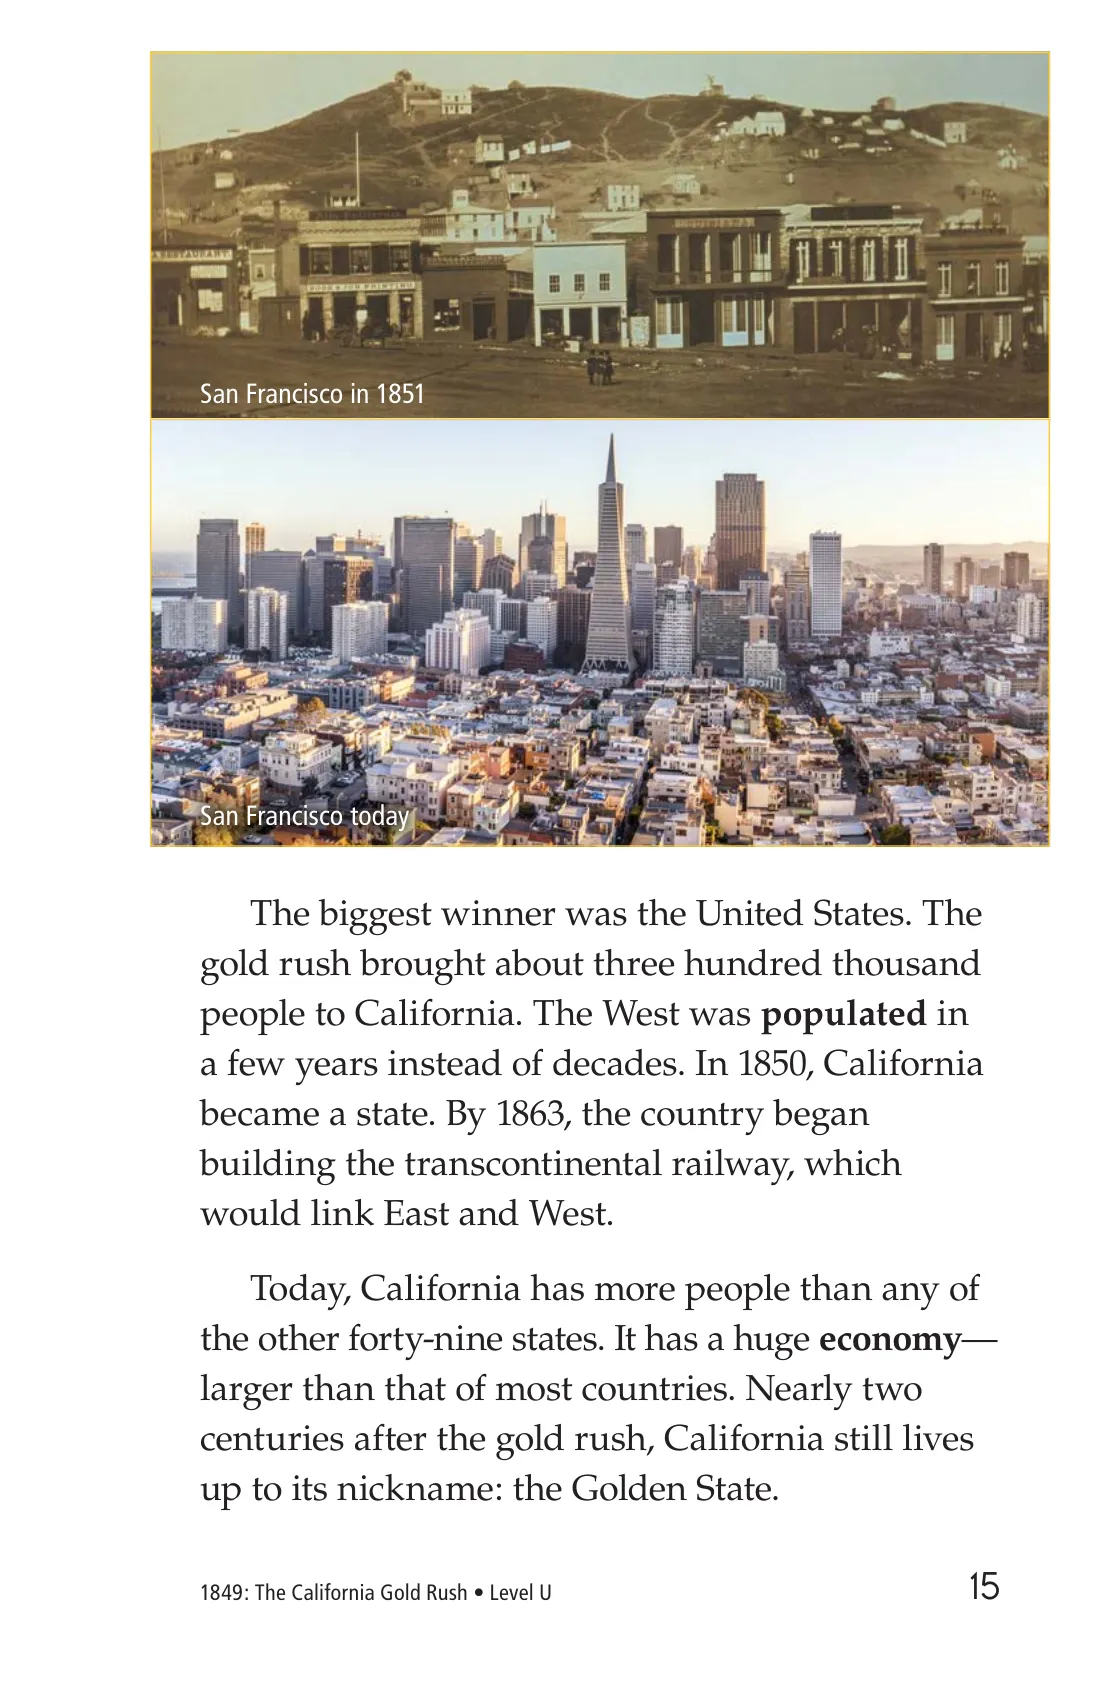 A RESTAURANT.
BOOK & JOB PRINTING
San Francisco in 1851
San Francisco today
The biggest winner was the United States. The
gold rush brought about three hundred thousand
people to California. The West was populated in
a few years instead of decades. In 1850, California
became a state. By 1863, the country began
building the transcontinental railway, which
would link East and West.
Today, California has more people than any of
the other forty-nine states. It has a huge economy—
larger than that of most countries. Nearly two
centuries after the gold rush, California still lives
up to its nickname: the Golden State.
1849: The California Gold Rush • Level U
15